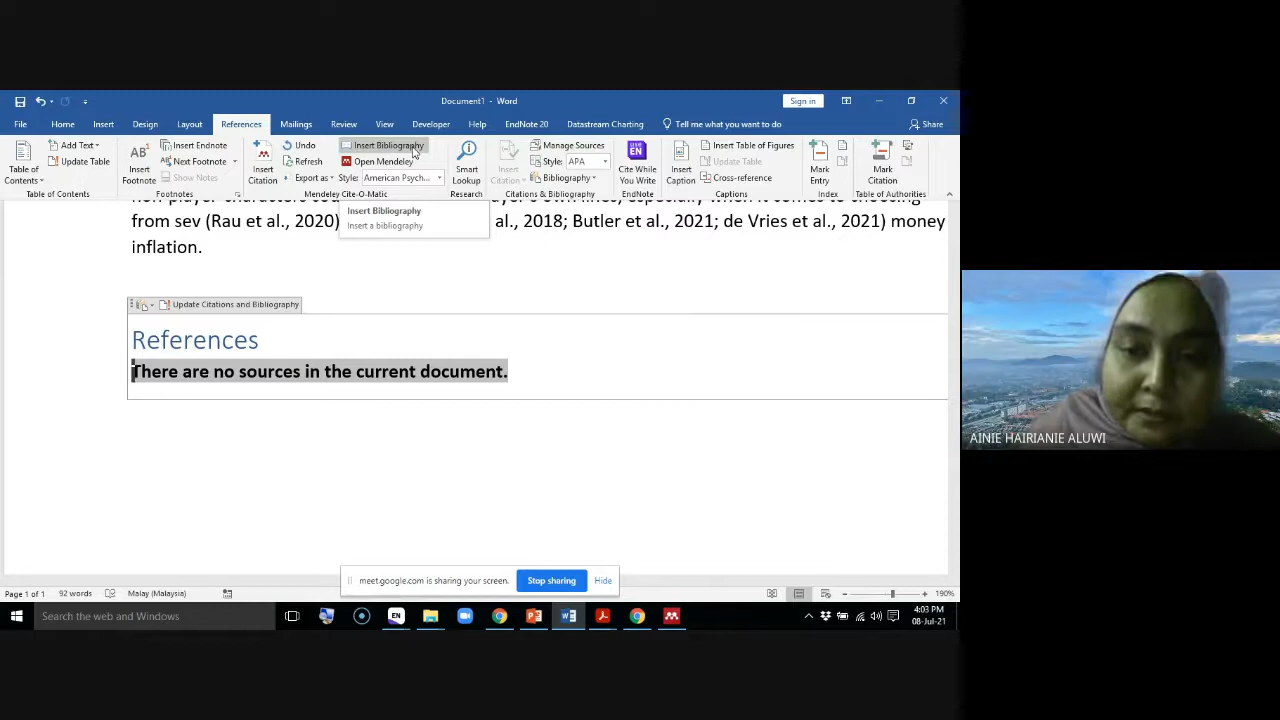 Document1 - Word
Sign in
File Home Insert Design Layout References Mailings Review View Developer Help EndNote 20 Datastream Charting Tell me what you want to do Share
Table of Contents
Add Text
Update Table
Table of Contents
AB1
Insert Footnote
Insert Endnote
Next Footnote
Show Notes
Footnotes
Insert Citation
Undo
Refresh
Export as
Insert Bibliography
Open Mendeley
Style: American Psych...
Mendeley Cite-O-Matic
Smart Lookup
Research
Insert Citation
Manage Sources
Style: APA
Bibliography
Citations & Bibliography
EN
Cite While You Write
EndNote
Insert Caption
Insert Table of Figures
Update Table
Cross-reference
Captions
Mark Entry
Index
Mark Citation
Table of Authorities
Insert Bibliography
Insert a bibliography
from sev (Rau et al., 2020) al., 2018; Butler et al., 2021; de Vries et al., 2021) money
inflation.
Update Citations and Bibliography
References
There are no sources in the current document.
AINIE HAIRIANIE ALUWI
meet.google.com is sharing your screen. Stop sharing Hide
Page 1 of 1 92 words Malay (Malaysia) 190%
Search the web and Windows
EN
4:03 PM
08-Jul-21